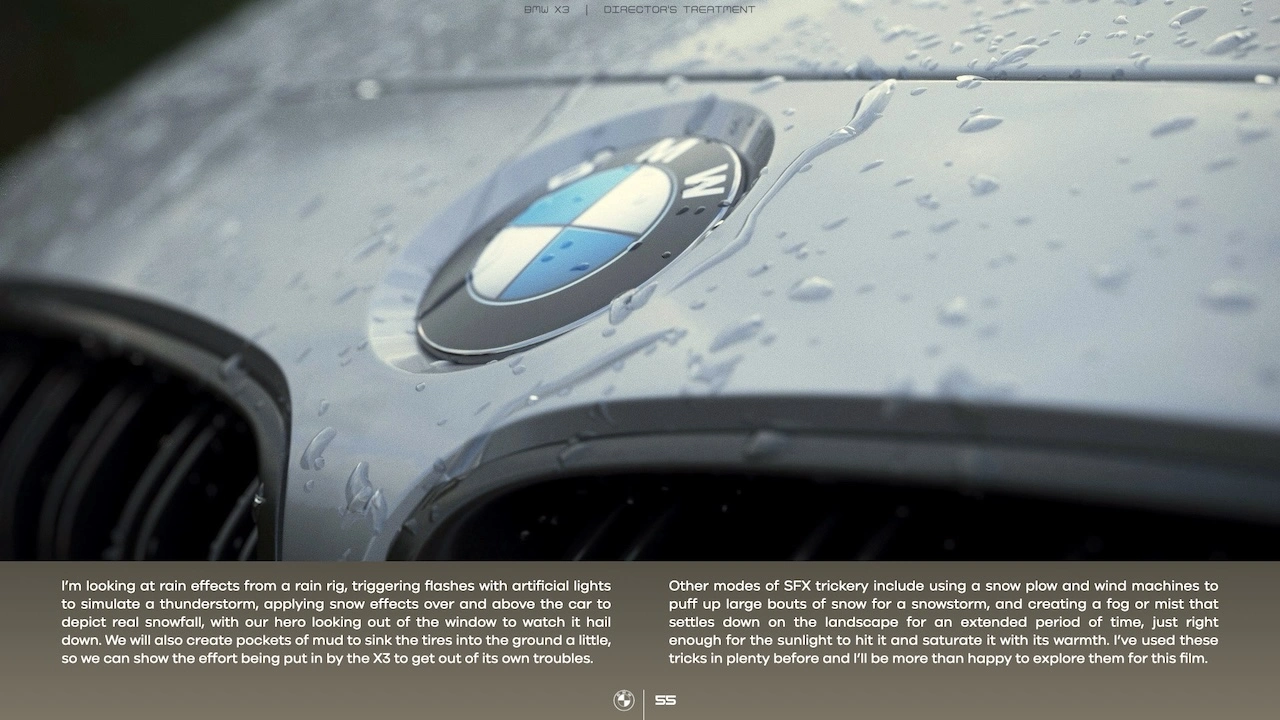 BMW X3 | DIRECTOR'S TREATMENT
B M W
I'm looking at rain effects from a rain rig, triggering flashes with artificial lights
to simulate a thunderstorm, applying snow effects over and above the car to
depict real snowfall, with our hero looking out of the window to watch it hail
down. We will also create pockets of mud to sink the tires into the ground a little,
so we can show the effort being put in by the X3 to get out of its own troubles.
Other modes of SFX trickery include using a snow plow and wind machines to
puff up large bouts of snow for a snowstorm, and creating a fog or mist that
settles down on the landscape for an extended period of time, just right
enough for the sunlight to hit it and saturate it with its warmth. I've used these
tricks in plenty before and I'll be more than happy to explore them for this film.
55